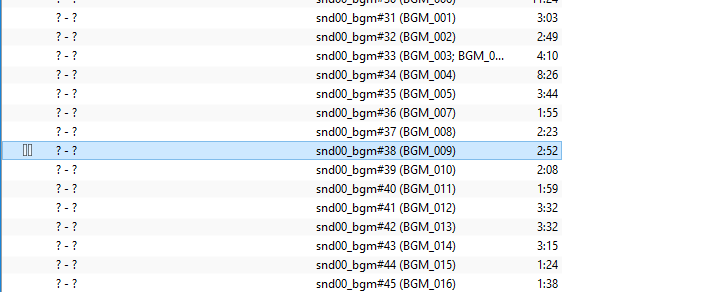 ? - ? snd00_bgm#31 (BGM_001) 3:03
? - ? snd00_bgm#32 (BGM_002) 2:49
? - ? snd00_bgm#33 (BGM_003; BGM_0... 4:10
? - ? snd00_bgm#34 (BGM_004) 8:26
? - ? snd00_bgm#35 (BGM_005) 3:44
? - ? snd00_bgm#36 (BGM_007) 1:55
? - ? snd00_bgm#37 (BGM_008) 2:23
? - ? snd00_bgm#38 (BGM_009) 2:52
? - ? snd00_bgm#39 (BGM_010) 2:08
? - ? snd00_bgm#40 (BGM_011) 1:59
? - ? snd00_bgm#41 (BGM_012) 3:32
? - ? snd00_bgm#42 (BGM_013) 3:32
? - ? snd00_bgm#43 (BGM_014) 3:15
? - ? snd00_bgm#44 (BGM_015) 1:24
? - ? snd00_bgm#45 (BGM_016) 1:38